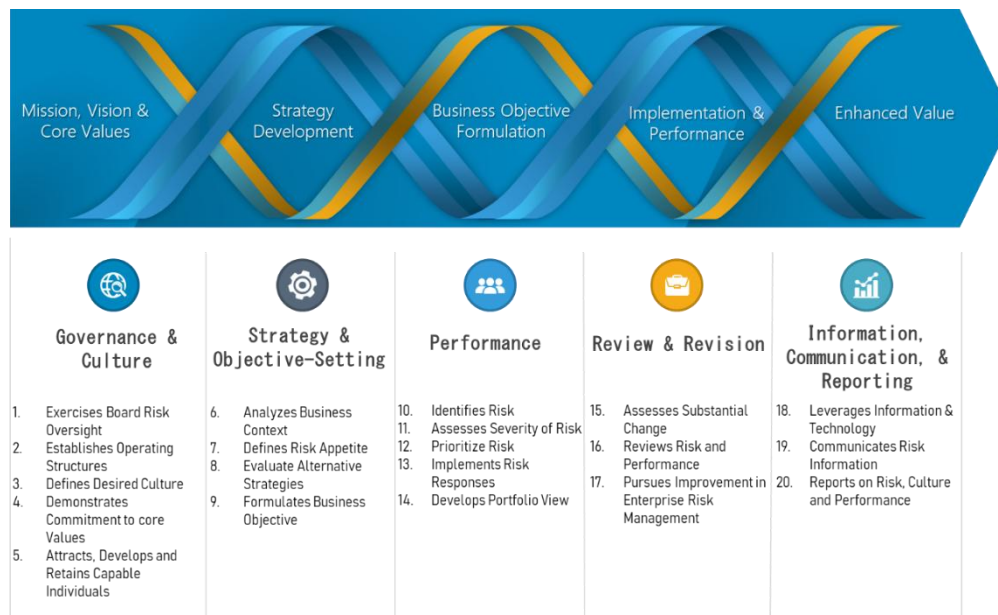 Mission, Vision &
Core Values
Strategy
Development
Business Objective
Formulation
Implementation &
Performance
Enhanced Value
Governance &
Culture
1. Exercises Board Risk
Oversight
2. Establishes Operating
Structures
3. Defines Desired Culture
4. Demonstrates
Commitment to core
Values
5. Attracts, Develops and
Retains Capable
Individuals
Strategy &
Objective-Setting
6. Analyzes Business
Context
7. Defines Risk Appetite
8. Evaluate Alternative
Strategies
9. Formulates Business
Objective
Performance
10. Identifies Risk
11. Assesses Severity of Risk
12. Prioritize Risk
13. Implements Risk
Responses
14. Develops Portfolio View
Review & Revision
15. Assesses Substantial
Change
16. Reviews Risk and
Performance
17. Pursues Improvement in
Enterprise Risk
Management
Information,
Communication, &
Reporting
18. Leverages Information &
Technology
19. Communicates Risk
Information
20. Reports on Risk, Culture
and Performance